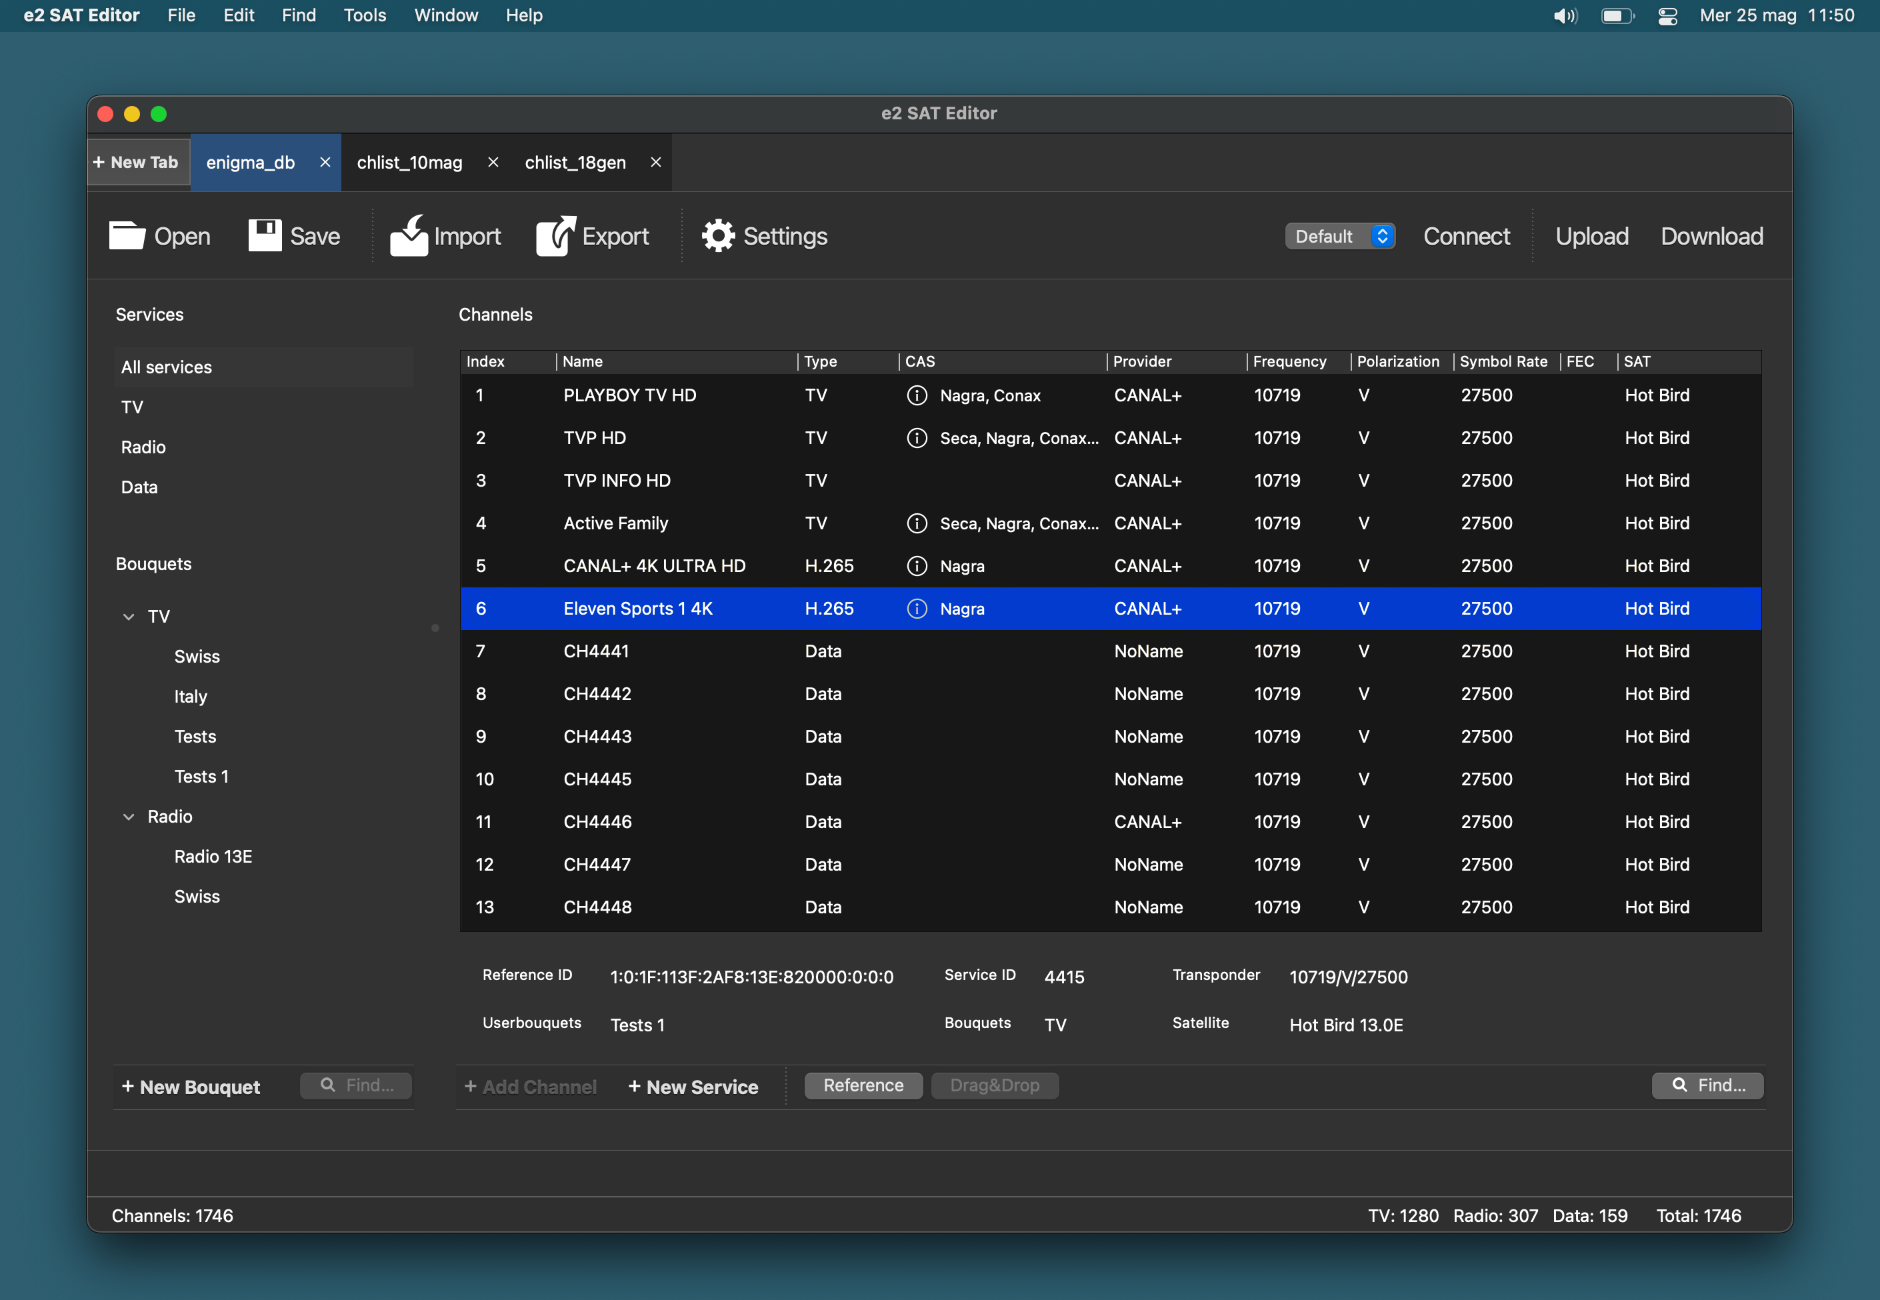 e2 SAT Editor File Edit Find Tools Window Help Mer 25 mag 11:50
e2 SAT Editor
+ New Tab enigma_db × chlist_10mag × chlist_18gen ×
Open Save Import Export Settings Default Connect Upload Download
Services
All services
TV
Radio
Data
Bouquets
TV
Swiss
Italy
Tests
Tests 1
Radio
Radio 13E
Swiss
+ New Bouquet Find...
Channels
Index Name Type CAS Provider Frequency Polarization Symbol Rate FEC SAT
1 PLAYBOY TV HD TV Nagra, Conax CANAL+ 10719 V 27500 Hot Bird
2 TVP HD TV Seca, Nagra, Conax... CANAL+ 10719 V 27500 Hot Bird
3 TVP INFO HD TV CANAL+ 10719 V 27500 Hot Bird
4 Active Family TV Seca, Nagra, Conax... CANAL+ 10719 V 27500 Hot Bird
5 CANAL+ 4K ULTRA HD H.265 Nagra CANAL+ 10719 V 27500 Hot Bird
6 Eleven Sports 1 4K H.265 Nagra CANAL+ 10719 V 27500 Hot Bird
7 CH4441 Data NoName 10719 V 27500 Hot Bird
8 CH4442 Data NoName 10719 V 27500 Hot Bird
9 CH4443 Data NoName 10719 V 27500 Hot Bird
10 CH4445 Data NoName 10719 V 27500 Hot Bird
11 CH4446 Data CANAL+ 10719 V 27500 Hot Bird
12 CH4447 Data NoName 10719 V 27500 Hot Bird
13 CH4448 Data NoName 10719 V 27500 Hot Bird
Reference ID 1:0:1F:113F:2AF8:13E:820000:0:0:0 Service ID 4415 Transponder 10719/V/27500
Userbouquets Tests 1 Bouquets TV Satellite Hot Bird 13.0E
+ Add Channel + New Service Reference Drag&Drop Find...
Channels: 1746 TV: 1280 Radio: 307 Data: 159 Total: 1746